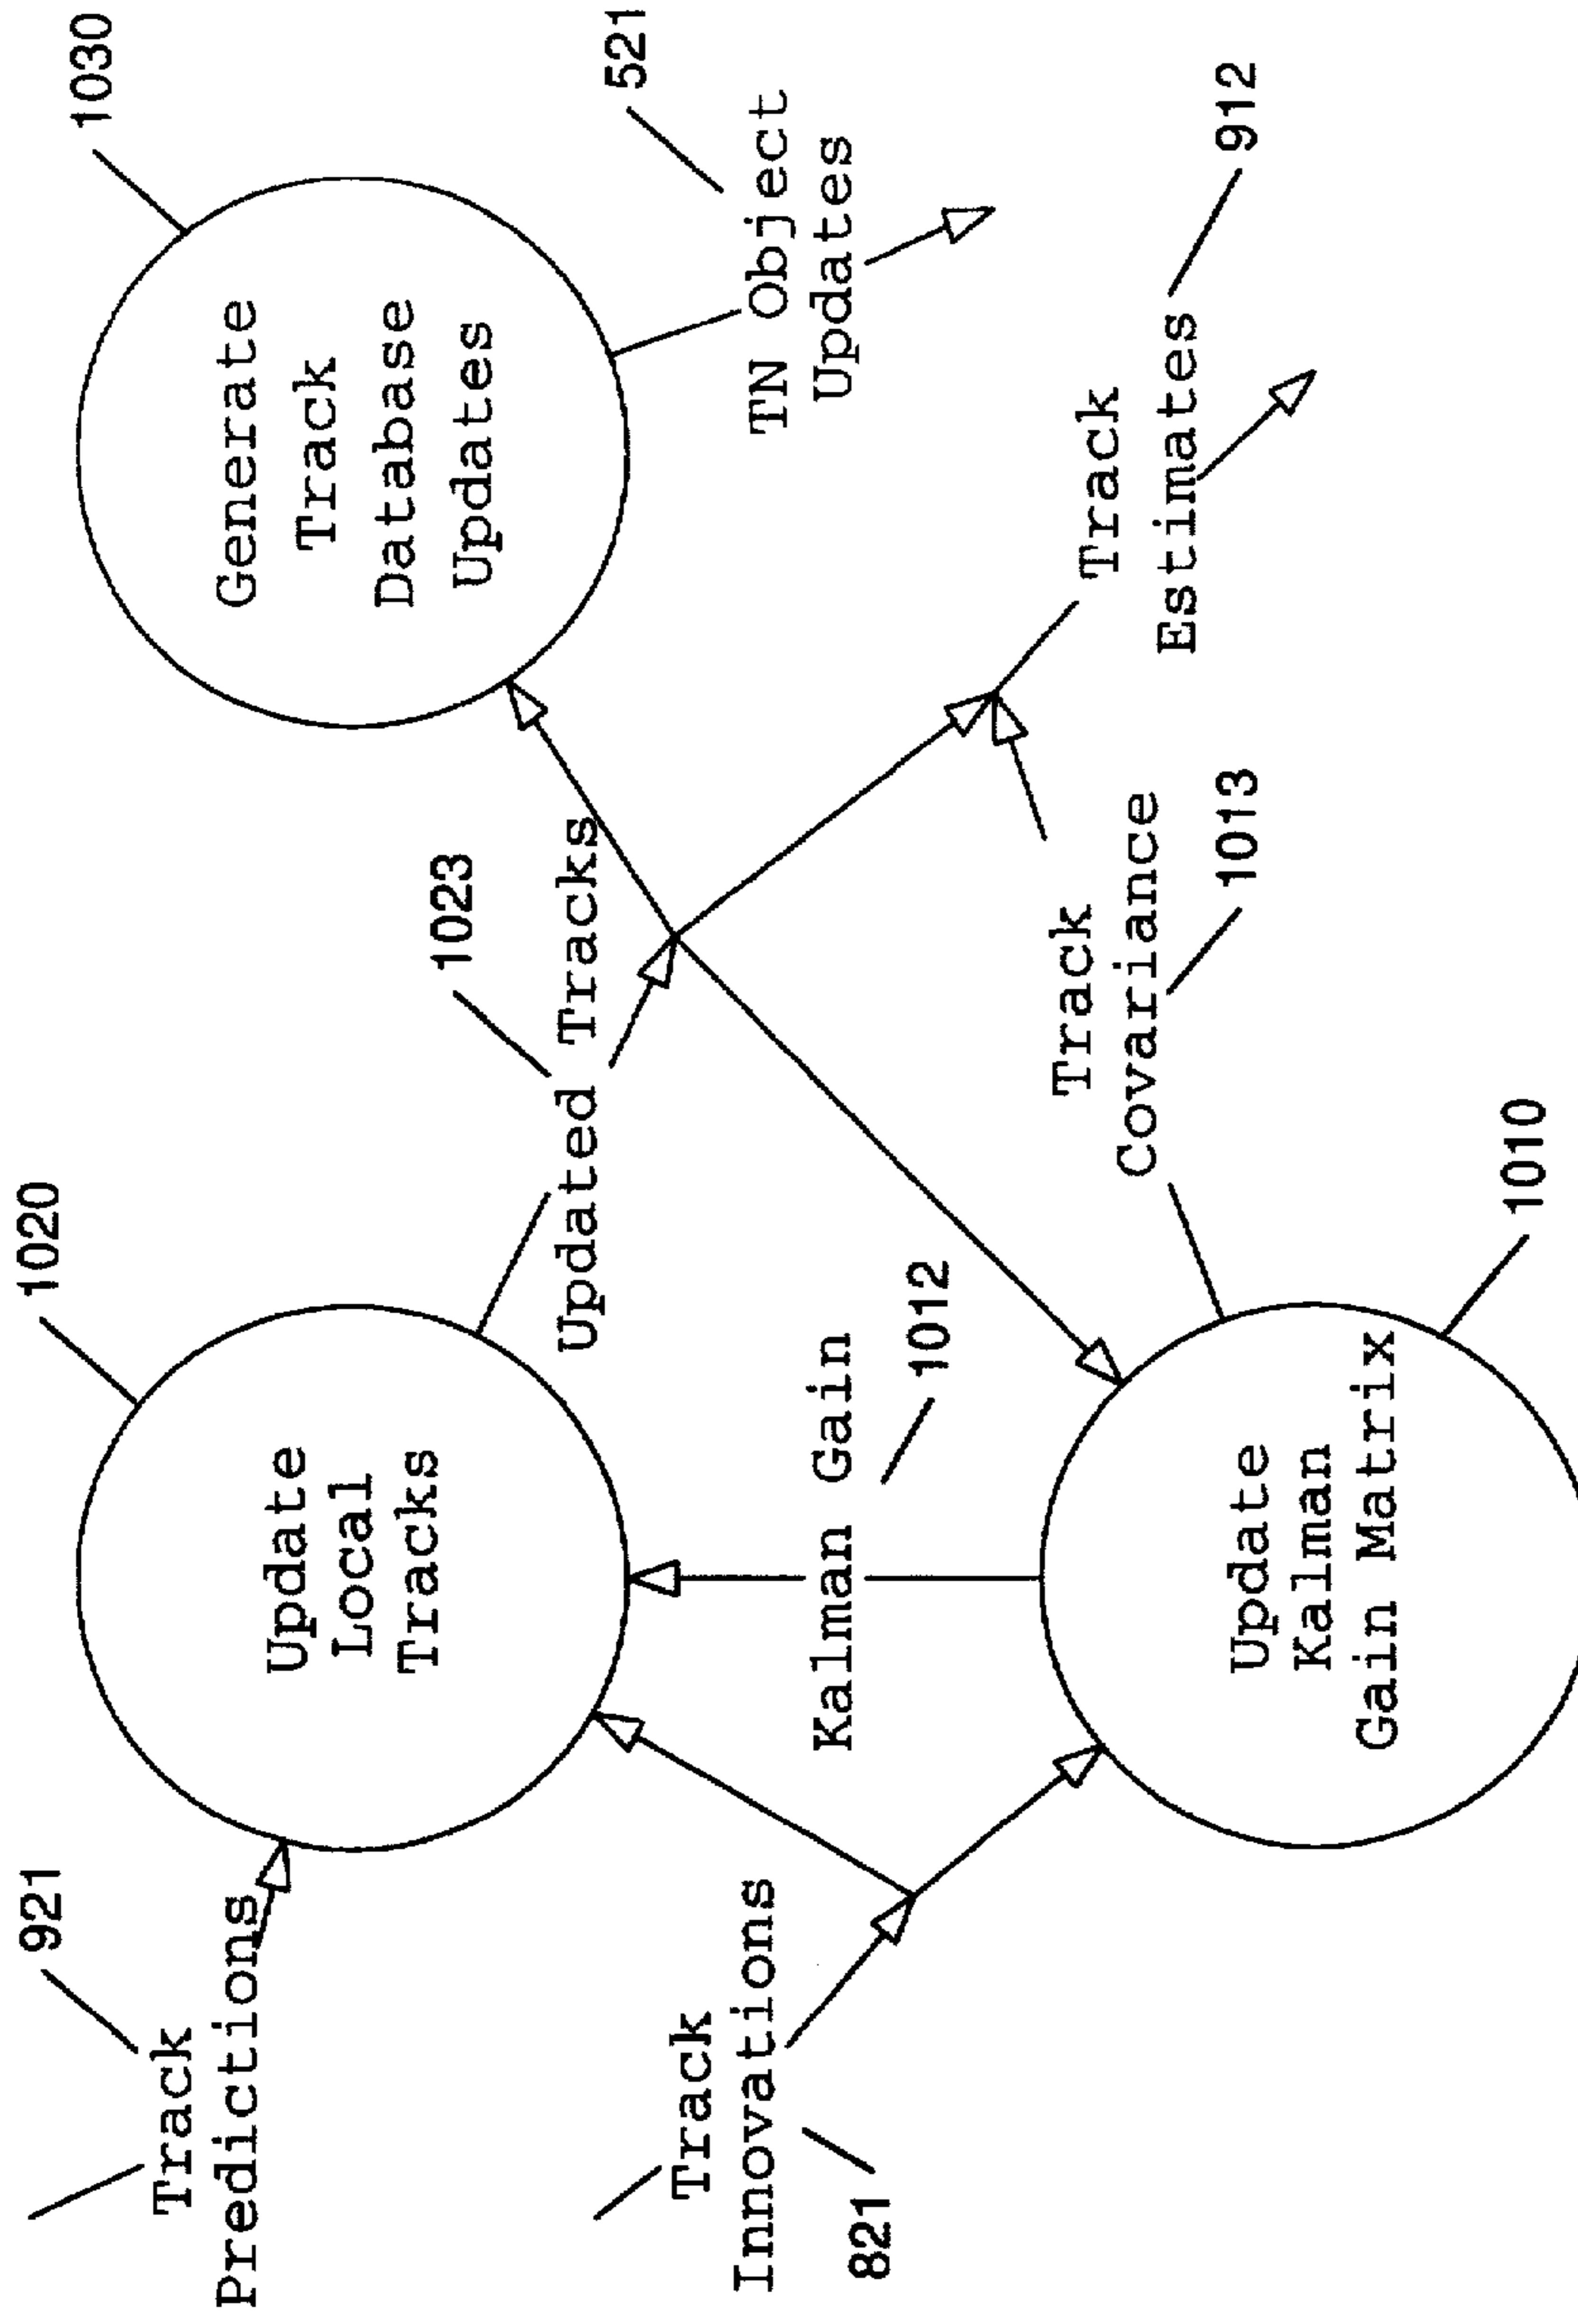 921
Track
Predictions
1020
Update
Local
Tracks
1030
Generate
Track
Database
Updates
1023
Updated Tracks
521
TN Object
Updates
Track
Innovations
821
Kalman Gain
1012
Track
Covariance
1013
Track
Estimates
912
Update
Kalman
Gain Matrix
1010